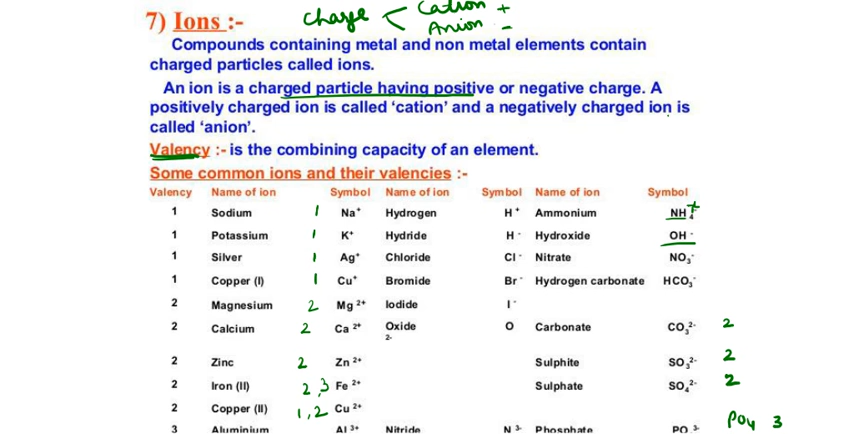 7) Ions :- Charge < Cation +
Anion -
Compounds containing metal and non metal elements contain
charged particles called ions.
An ion is a charged particle having positive or negative charge. A
positively charged ion is called ‘cation’ and a negatively charged ion is
called ‘anion’.
Valency :- is the combining capacity of an element.
Some common ions and their valencies :-
Valency Name of ion Symbol Name of ion Symbol Name of ion Symbol
1 Sodium 1 Na⁺ Hydrogen H⁺ Ammonium NH₄⁺
1 Potassium 1 K⁺ Hydride H⁻ Hydroxide OH⁻
1 Silver 1 Ag⁺ Chloride Cl⁻ Nitrate NO₃⁻
1 Copper (I) 1 Cu⁺ Bromide Br⁻ Hydrogen carbonate HCO₃⁻
2 Magnesium 2 Mg²⁺ Iodide I⁻
2 Calcium 2 Ca²⁺ Oxide O Carbonate CO₃²⁻ 2
2-
2 Zinc 2 Zn²⁺ Sulphite SO₃²⁻ 2
2 Iron (II) 2,3 Fe²⁺ Sulphate SO₄²⁻ 2
2 Copper (II) 1,2 Cu²⁺
3 Aluminium Al³⁺ Nitride N³⁻ Phosphate PO³⁻ PO4 3